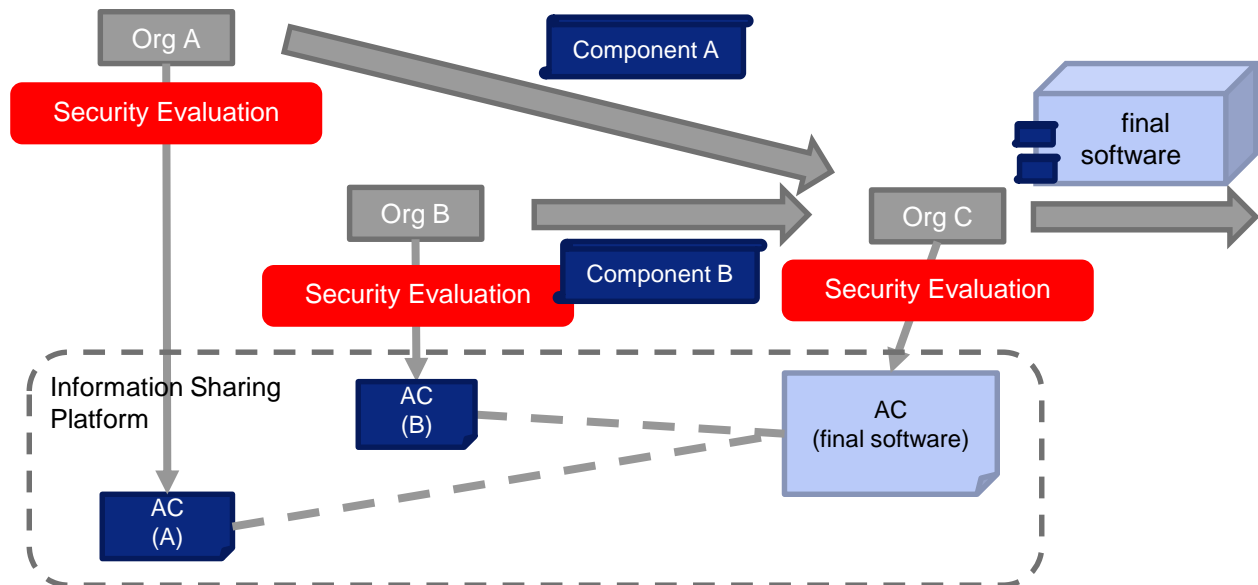 Org A
Component A
Security Evaluation
final
software
Org B
Org C
Component B
Security Evaluation
Security Evaluation
Information Sharing
Platform
AC
(B)
AC
(final software)
AC
(A)